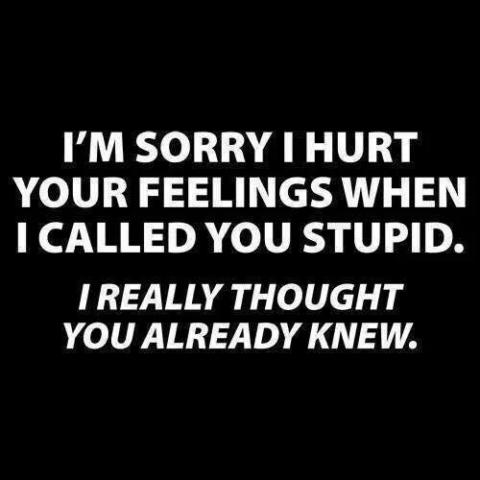 I'M SORRY I HURT
YOUR FEELINGS WHEN
I CALLED YOU STUPID.
I REALLY THOUGHT
YOU ALREADY KNEW.